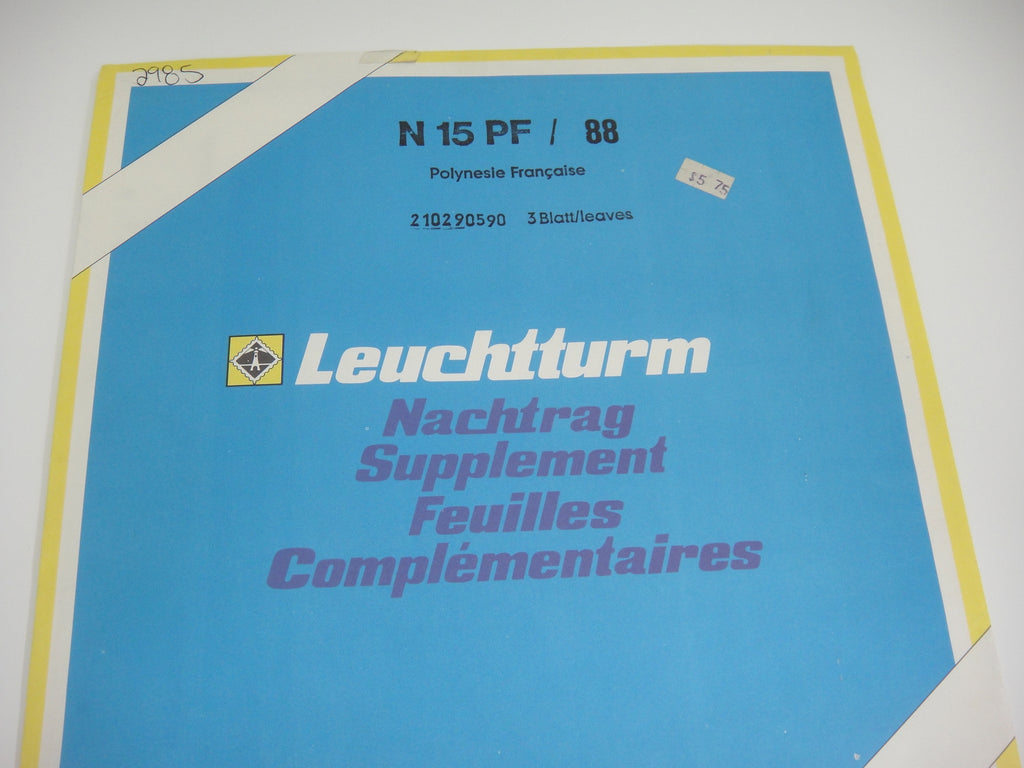 2985
N 15 PF / 88
Polynesie Française
$5 75
210290590 3 Blatt/leaves
Leuchtturm
Nachtrag
Supplement
Feuilles
Complémentaires